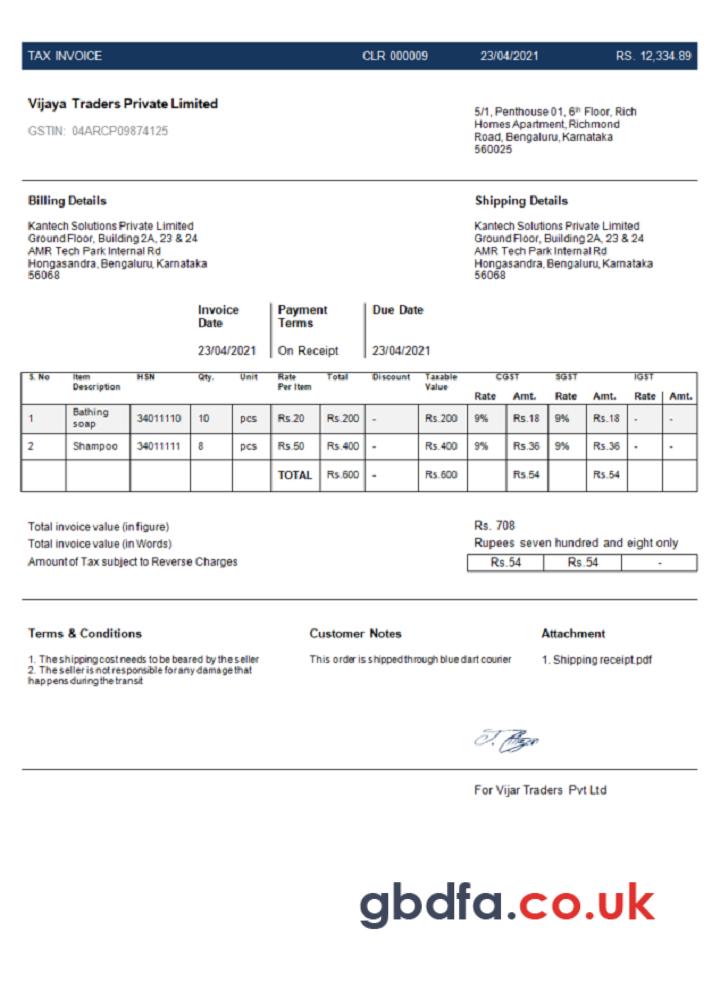 TAX INVOICE CLR 000009 23/04/2021 RS. 12,334.89
Vijaya Traders Private Limited
GSTIN: 04ARCP09874125
5/1, Penthouse 01, 6th Floor, Rich
Homes Apartment, Richmond
Road, Bengaluru, Karnataka
560025
Billing Details
Kantech Solutions Private Limited
Ground Floor, Building 2A, 23 & 24
AMR Tech Park Internal Rd
Hongasandra, Bengaluru, Karnataka
56068
Shipping Details
Kantech Solutions Private Limited
Ground Floor, Building 2A, 23 & 24
AMR Tech Park Internal Rd
Hongasandra, Bengaluru, Karnataka
56068
Invoice Date Payment Terms Due Date
23/04/2021 On Receipt 23/04/2021
S. No Item Description HSN Qty. Unit Rate Per Item Total Discount Taxable Value CGST SGST IGST
Rate Amt. Rate Amt. Rate Amt.
1 Bathing soap 34011110 10 pcs Rs.20 Rs.200 - Rs.200 9% Rs.18 9% Rs.18 - -
2 Shampoo 34011111 8 pcs Rs.50 Rs.400 - Rs.400 9% Rs.36 9% Rs.36 - -
TOTAL Rs.600 - Rs.600 Rs.54 Rs.54
Total invoice value (in figure) Rs. 708
Total invoice value (in Words) Rupees seven hundred and eight only
Amount of Tax subject to Reverse Charges Rs.54 Rs.54 -
Terms & Conditions
1. The shipping cost needs to be beared by the seller
2. The seller is not responsible for any damage that
happens during the transit
Customer Notes
This order is shipped through blue dart courier
Attachment
1. Shipping receipt.pdf
For Vijar Traders Pvt Ltd
gbdfa.co.uk